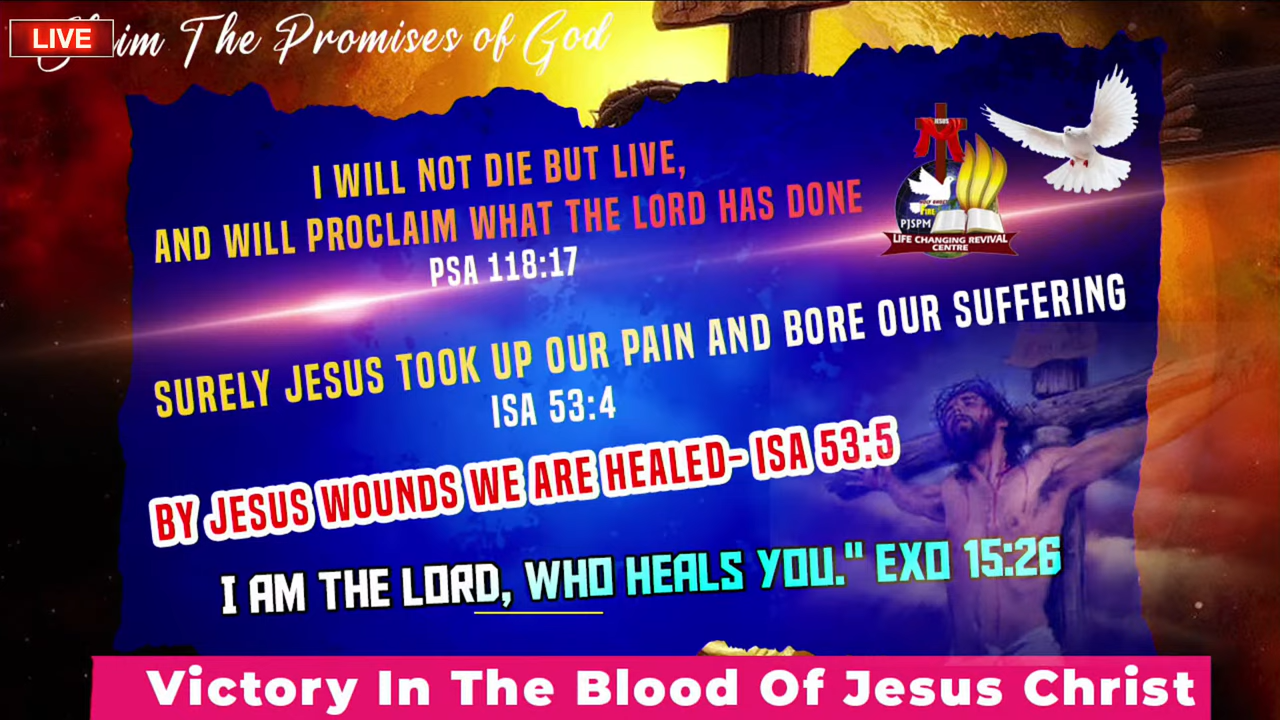 LIVE
im The Promises of God
I WILL NOT DIE BUT LIVE,
AND WILL PROCLAIM WHAT THE LORD HAS DONE
PSA 118:17
JESUS
FIRE
PJSPM
LIFE CHANGING REVIVAL
CENTRE
SURELY JESUS TOOK UP OUR PAIN AND BORE OUR SUFFERING
ISA 53:4
BY JESUS WOUNDS WE ARE HEALED- ISA 53:5
I AM THE LORD, WHO HEALS YOU." EXO 15:26
Victory In The Blood Of Jesus Christ